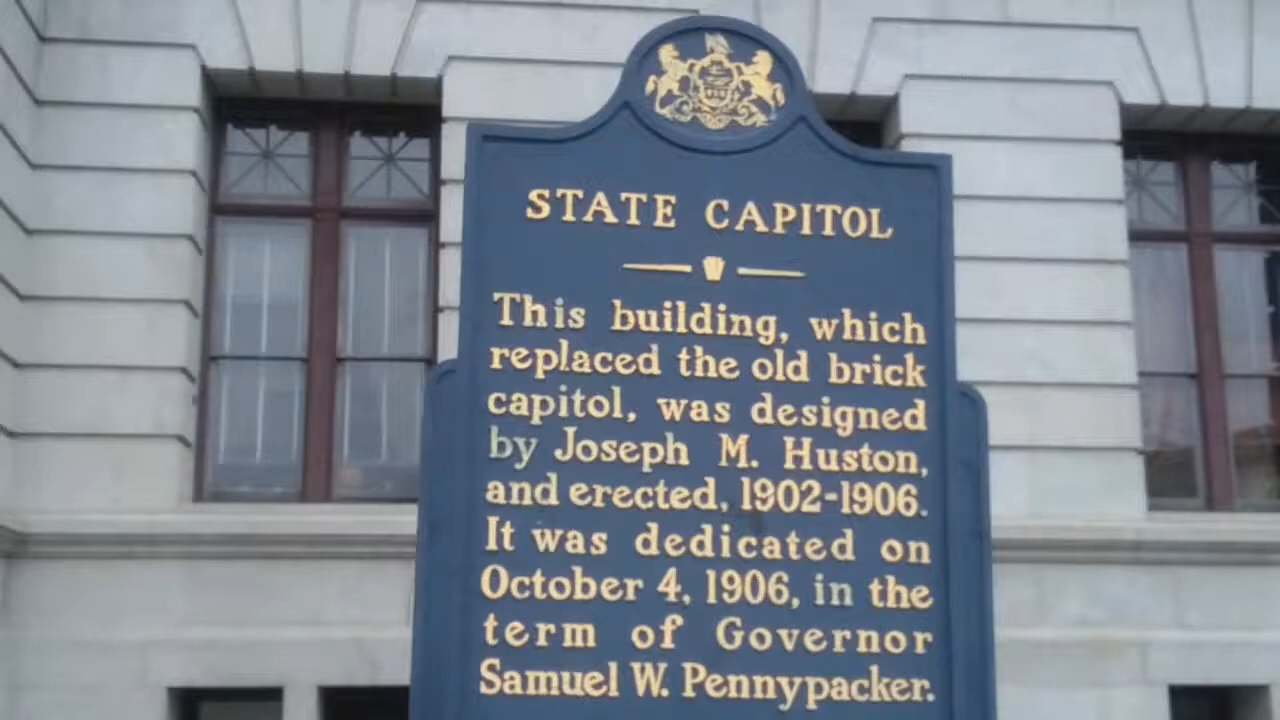 STATE CAPITOL
This building, which
replaced the old brick
capitol, was designed
by Joseph M. Huston,
and erected, 1902-1906.
It was dedicated on
October 4, 1906, in the
term of Governor
Samuel W. Pennypacker.